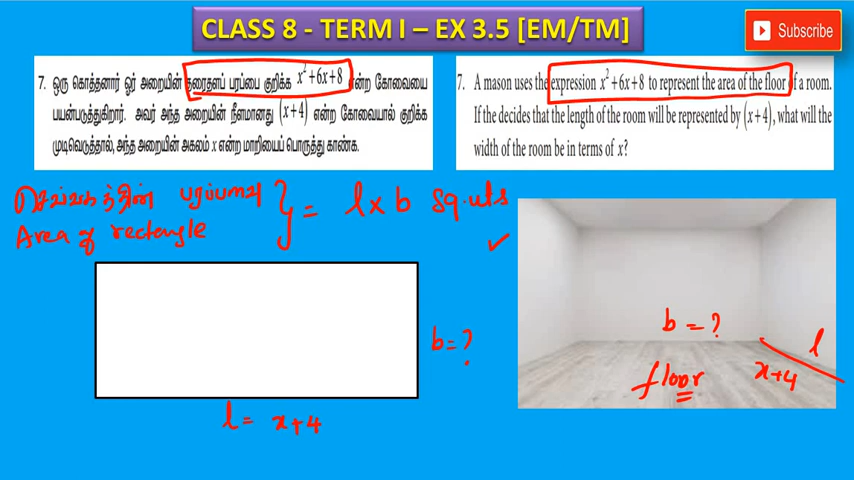 CLASS 8 - TERM I – EX 3.5 [EM/TM]
Subscribe
7. ஒரு கொத்தனார் ஓர் அறையின் தரைதளப் பரப்பை குறிக்க x²+6x+8 என்ற கோவையை
பயன்படுத்துகிறார். அவர் அந்த அறையின் நீளமானது (x+4) என்ற கோவையால் குறிக்க
முடிவெடுத்தால், அந்த அறையின் அகலம் x என்ற மாறியைப் பொருத்து காண்க.
7. A mason uses the expression x²+6x+8 to represent the area of the floor of a room.
If the decides that the length of the room will be represented by (x+4), what will the
width of the room be in terms of x?
செவ்வகத்தின் பரப்பளவு
Area of rectangle
} = l x b sq.uts
b = ?
l = x+4
b = ?
floor
l
x+4